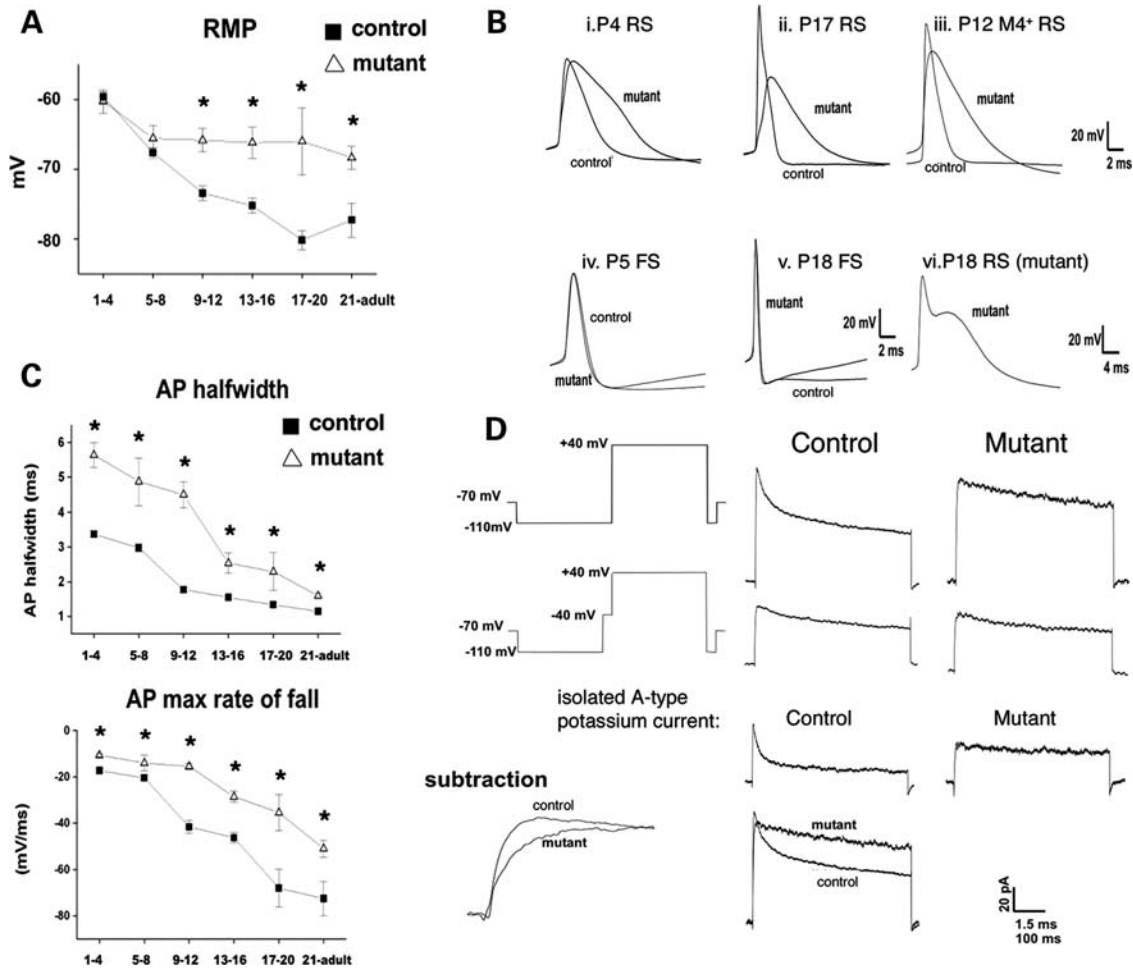 A
RMP
control
mutant
mV
-60
-70
-80
* * * *
1-4 5-8 9-12 13-16 17-20 21-adult
B
i.P4 RS
mutant
control
ii. P17 RS
mutant
control
iii. P12 M4⁺ RS
mutant
control
20 mV
2 ms
iv. P5 FS
control
mutant
v. P18 FS
mutant
control
20 mV
2 ms
vi.P18 RS (mutant)
mutant
20 mV
4 ms
C
AP halfwidth
control
mutant
AP halfwidth (ms)
6
5
4
3
2
1
* * * * * *
1-4 5-8 9-12 13-16 17-20 21-adult
AP max rate of fall
(mV/ms)
0
-20
-40
-60
-80
* * * * * *
1-4 5-8 9-12 13-16 17-20 21-adult
D
+40 mV
-70 mV
-110mV
+40 mV
-40 mV
-70 mV
-110 mV
Control
Mutant
isolated A-type
potassium current:
Control
Mutant
subtraction
control
mutant
mutant
control
20 pA
1.5 ms
100 ms